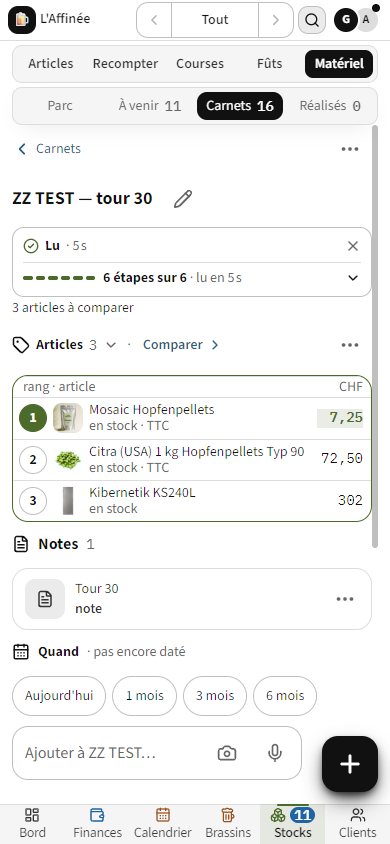 L'Affinée
Tout
G
A
Articles Recompter Courses Fûts Matériel
Parc À venir 11 Carnets 16 Réalisés 0
Carnets
ZZ TEST — tour 30
Lu · 5 s
6 étapes sur 6 · lu en 5 s
3 articles à comparer
Articles 3 · Comparer
rang · article CHF
1 Mosaic Hopfenpellets 7,25
en stock · TTC
2 Citra (USA) 1 kg Hopfenpellets Typ 90 72,50
en stock · TTC
3 Kibernetik KS240L 302
en stock
Notes 1
Tour 30
note
Quand · pas encore daté
Aujourd'hui 1 mois 3 mois 6 mois
Ajouter à ZZ TEST…
11
Bord Finances Calendrier Brassins Stocks Clients